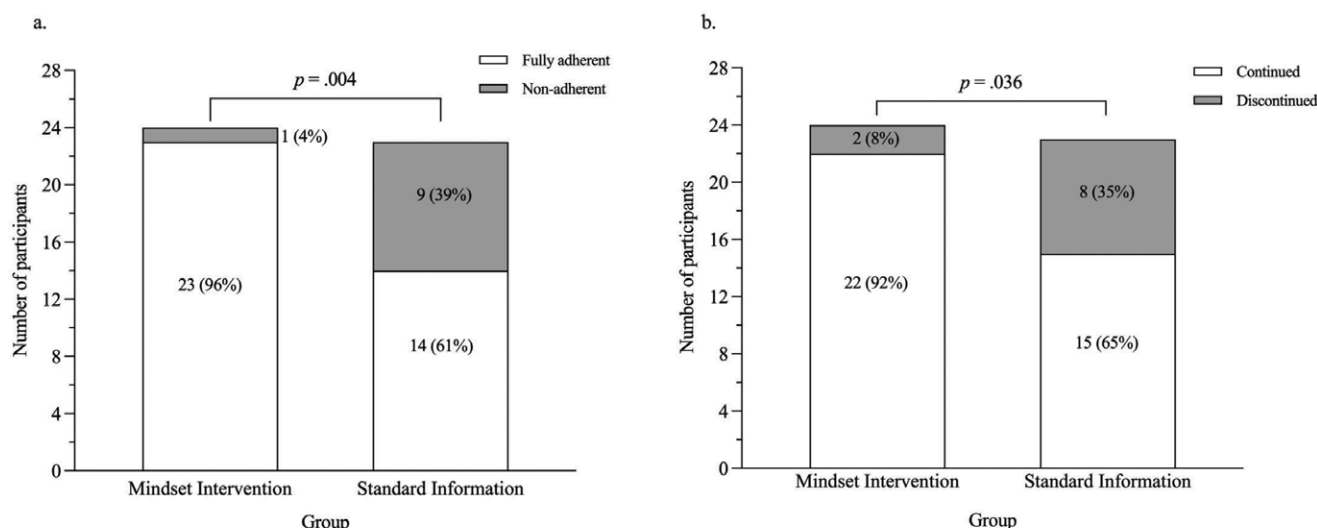 a.
Fully adherent
Non-adherent
p = .004
28
24
20
16
12
8
4
0
1 (4%)
9 (39%)
23 (96%)
14 (61%)
Number of participants
Mindset Intervention
Standard Information
Group
b.
Continued
Discontinued
p = .036
28
24
20
16
12
8
4
0
2 (8%)
8 (35%)
22 (92%)
15 (65%)
Number of participants
Mindset Intervention
Standard Information
Group